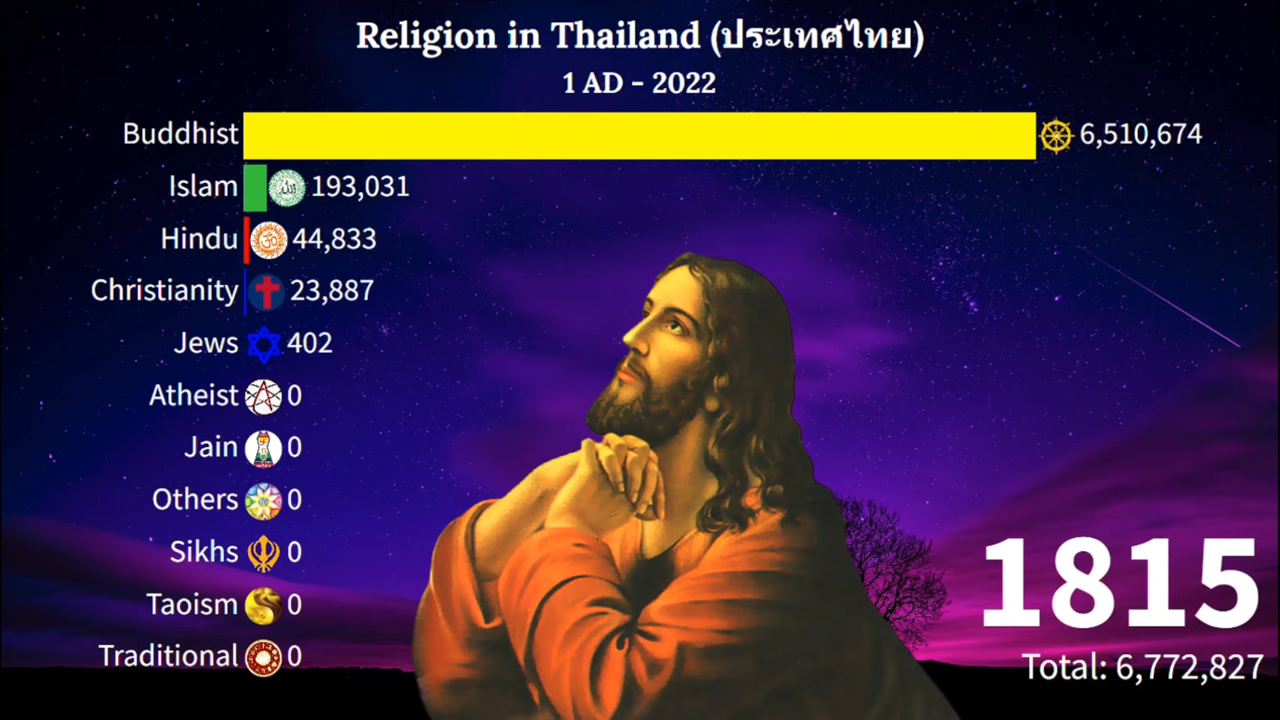 Religion in Thailand (ประเทศไทย)
1 AD - 2022
Buddhist 6,510,674
Islam 193,031
Hindu 44,833
Christianity 23,887
Jews 402
Atheist 0
Jain 0
Others 0
Sikhs 0
Taoism 0
Traditional 0
1815
Total: 6,772,827